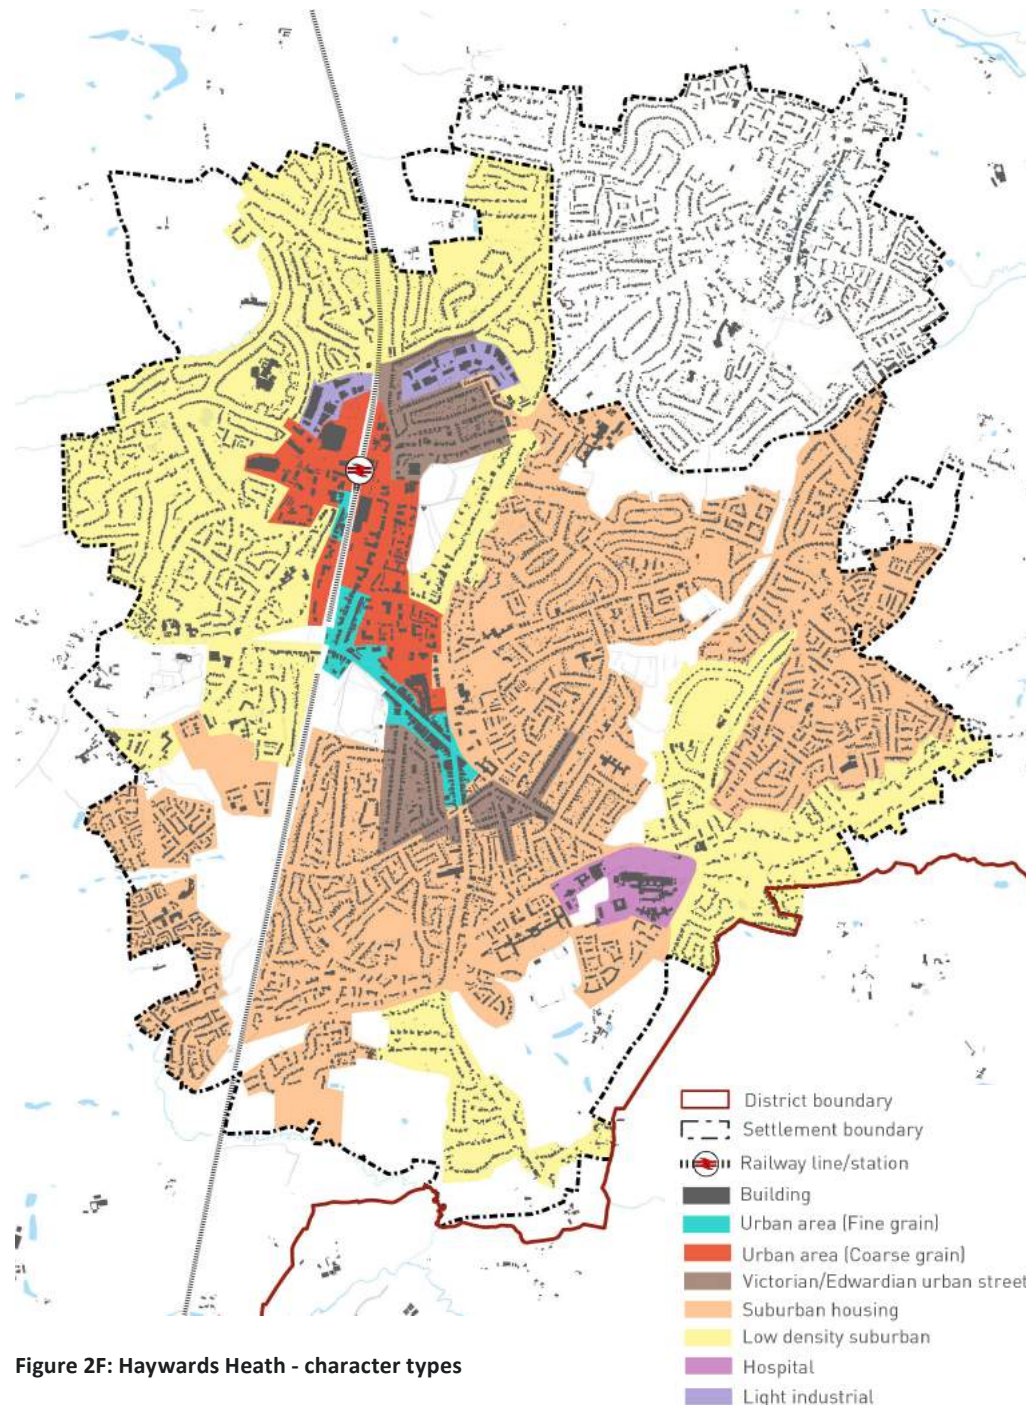 District boundary
Settlement boundary
Railway line/station
Building
Urban area (Fine grain)
Urban area (Coarse grain)
Victorian/Edwardian urban street
Suburban housing
Low density suburban
Hospital
Light industrial
Figure 2F: Haywards Heath - character types